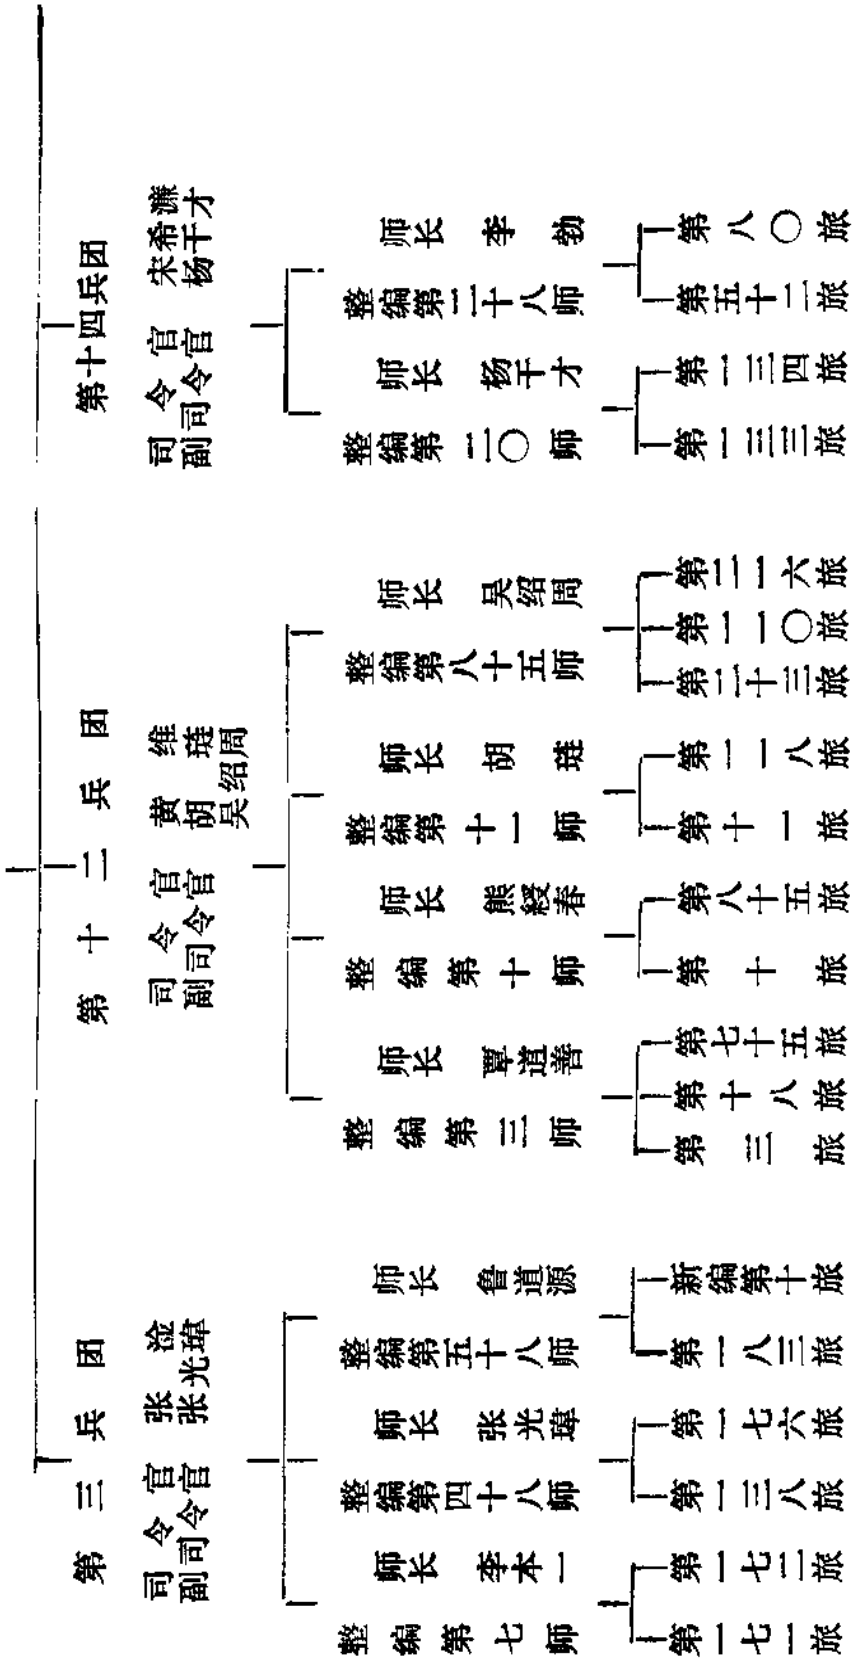 第三兵团
司令官 张淦
副司令官 张光玮
整编第七师
师长 李本一
第一七一旅
第一七二旅
整编第四十八师
师长 张光玮
第一三八旅
第一七六旅
整编第五十八师
师长 鲁道源
第一八三旅
新编第十旅
第十二兵团
司令官 黄维
副司令官 胡琏
吴绍周
整编第三师
师长 覃道善
第三旅
第十八旅
第七十五旅
整编第十师
师长 熊绶春
第十旅
第八十五旅
整编第十一师
师长 胡琏
第十一旅
第一一八旅
整编第八十五师
师长 吴绍周
第二十三旅
第一一〇旅
第二一六旅
第十四兵团
司令官 宋希濂
副司令官 杨干才
整编第二〇师
师长 杨干才
第一三三旅
第一三四旅
整编第二十八师
师长 李勃
第五十二旅
第八〇旅